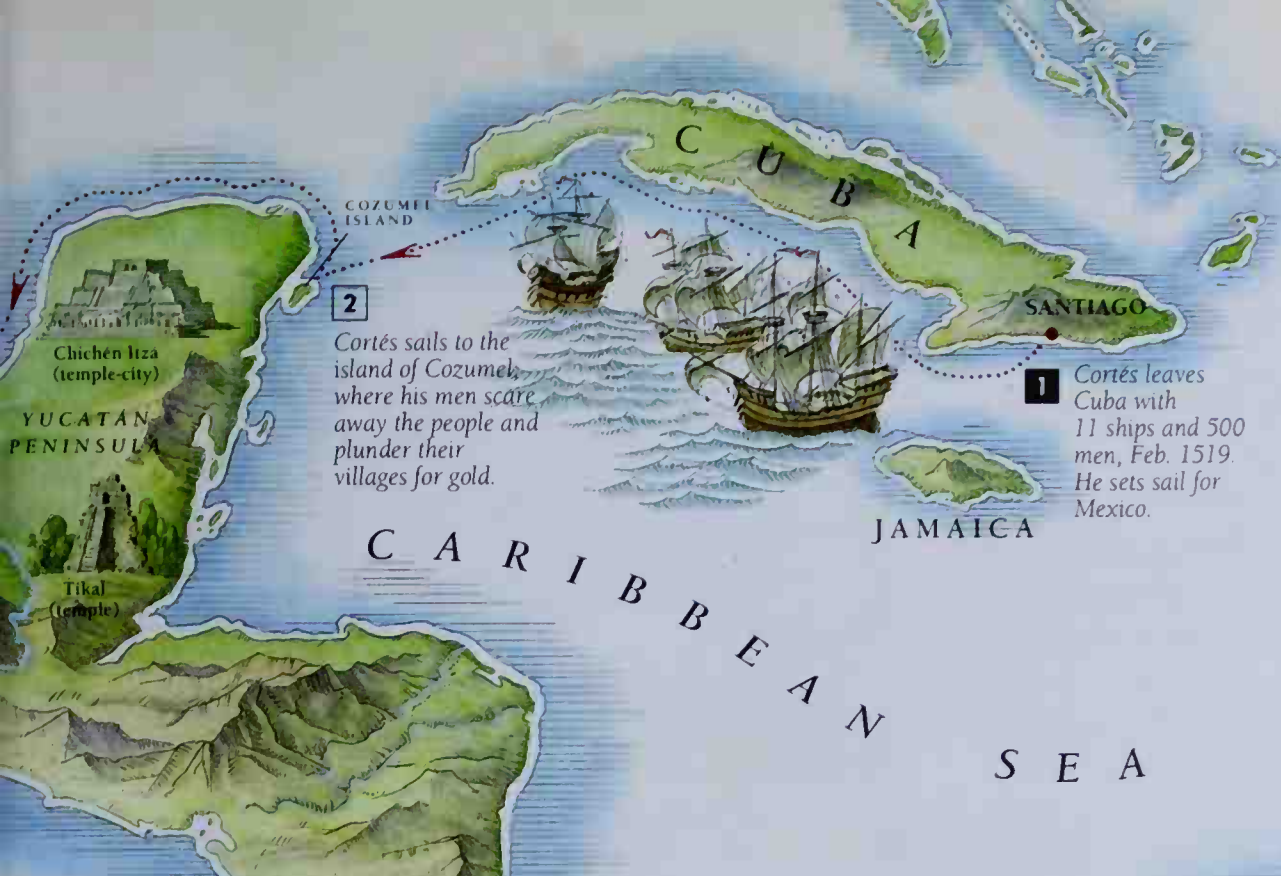 CUBA
COZUMEL
ISLAND
SANTIAGO
2
Cortés sails to the
island of Cozumel,
where his men scare
away the people and
plunder their
villages for gold.
1
Cortés leaves
Cuba with
11 ships and 500
men, Feb. 1519.
He sets sail for
Mexico.
Chichén Itzá
(temple-city)
YUCATÁN
PENINSULA
Tikal
(temple)
JAMAICA
CARIBBEAN SEA